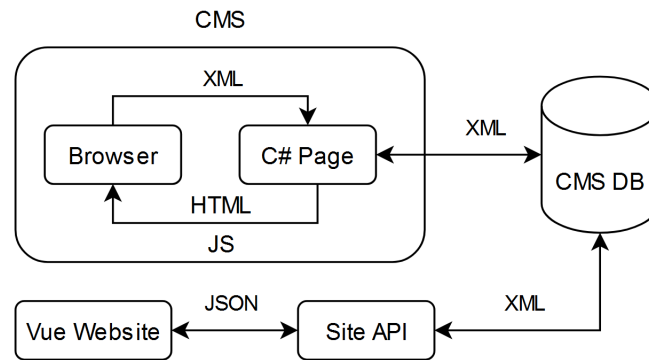 CMS
XML
Browser
C# Page
XML
CMS DB
HTML
JS
Vue Website
JSON
Site API
XML